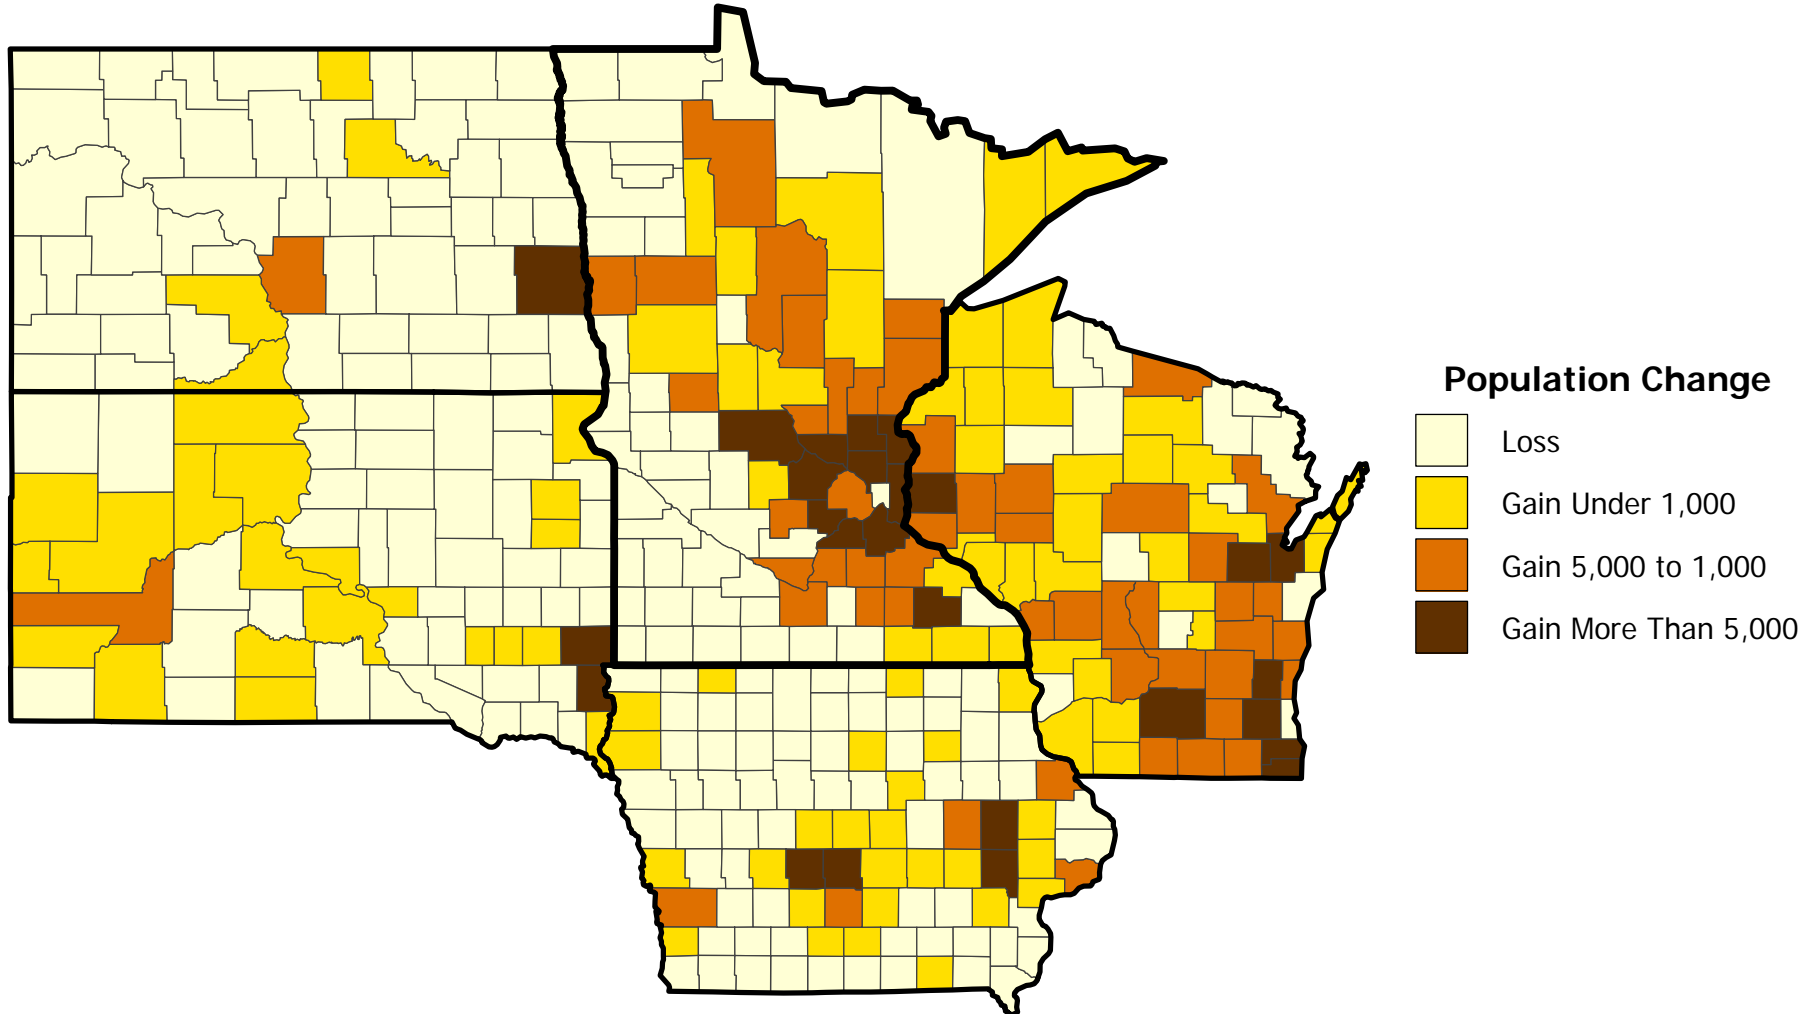 Population Change
Loss
Gain Under 1,000
Gain 5,000 to 1,000
Gain More Than 5,000